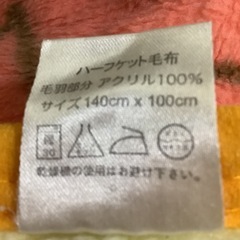 ハーフケット毛布
毛羽部分 アクリル100%
サイズ 140cm x 100cm
乾燥機の使用はお避け下さい。